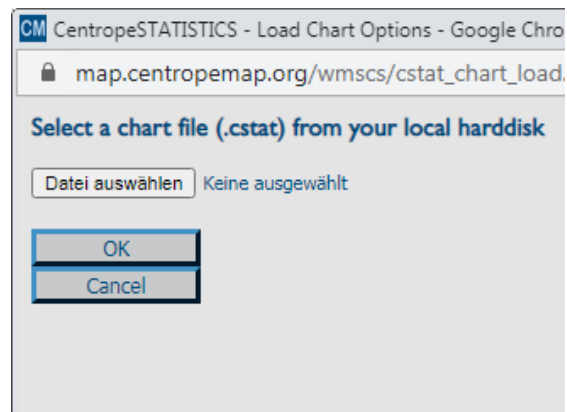 CM CentropeSTATISTICS - Load Chart Options - Google Chro
map.centropemap.org/wmscs/cstat_chart_load.
Select a chart file (.cstat) from your local harddisk
Datei auswählen Keine ausgewählt
OK
Cancel